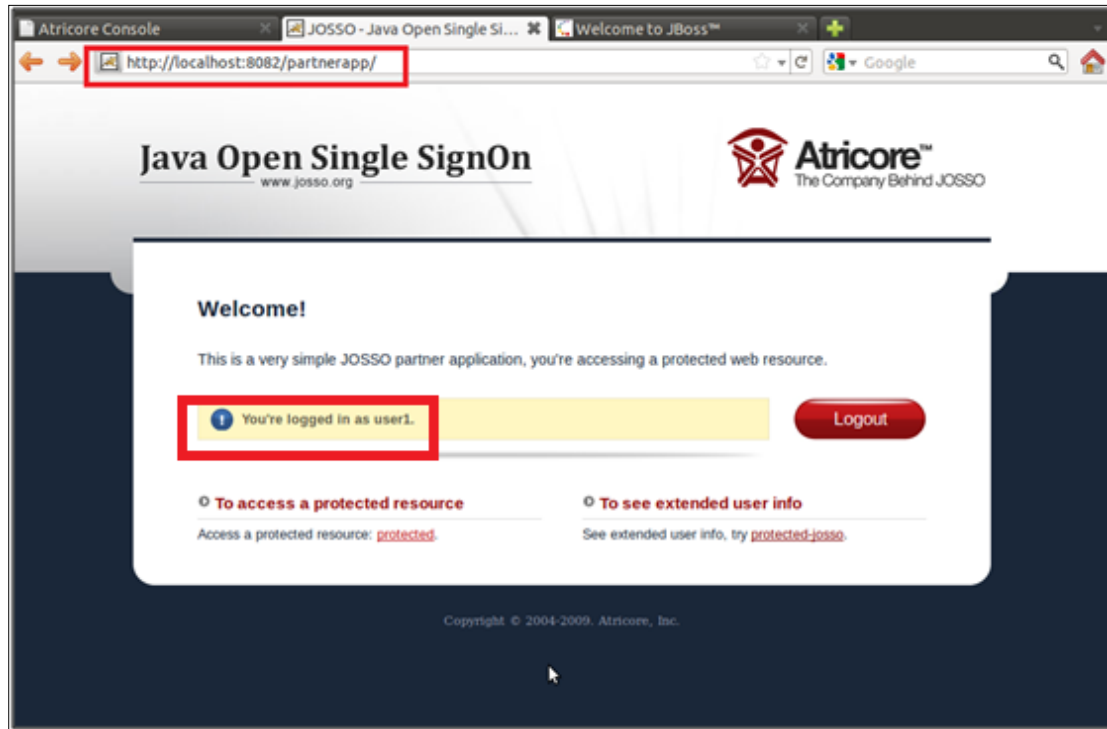 Atricore Console
JOSSO - Java Open Single Si...
Welcome to JBoss™
http://localhost:8082/partnerapp/
Google
Java Open Single SignOn
www.josso.org
Atricore™
The Company Behind JOSSO
Welcome!
This is a very simple JOSSO partner application, you're accessing a protected web resource.
You're logged in as user1.
Logout
To access a protected resource
Access a protected resource: protected.
To see extended user info
See extended user info, try protected-josso.
Copyright © 2004-2009. Atricore, Inc.